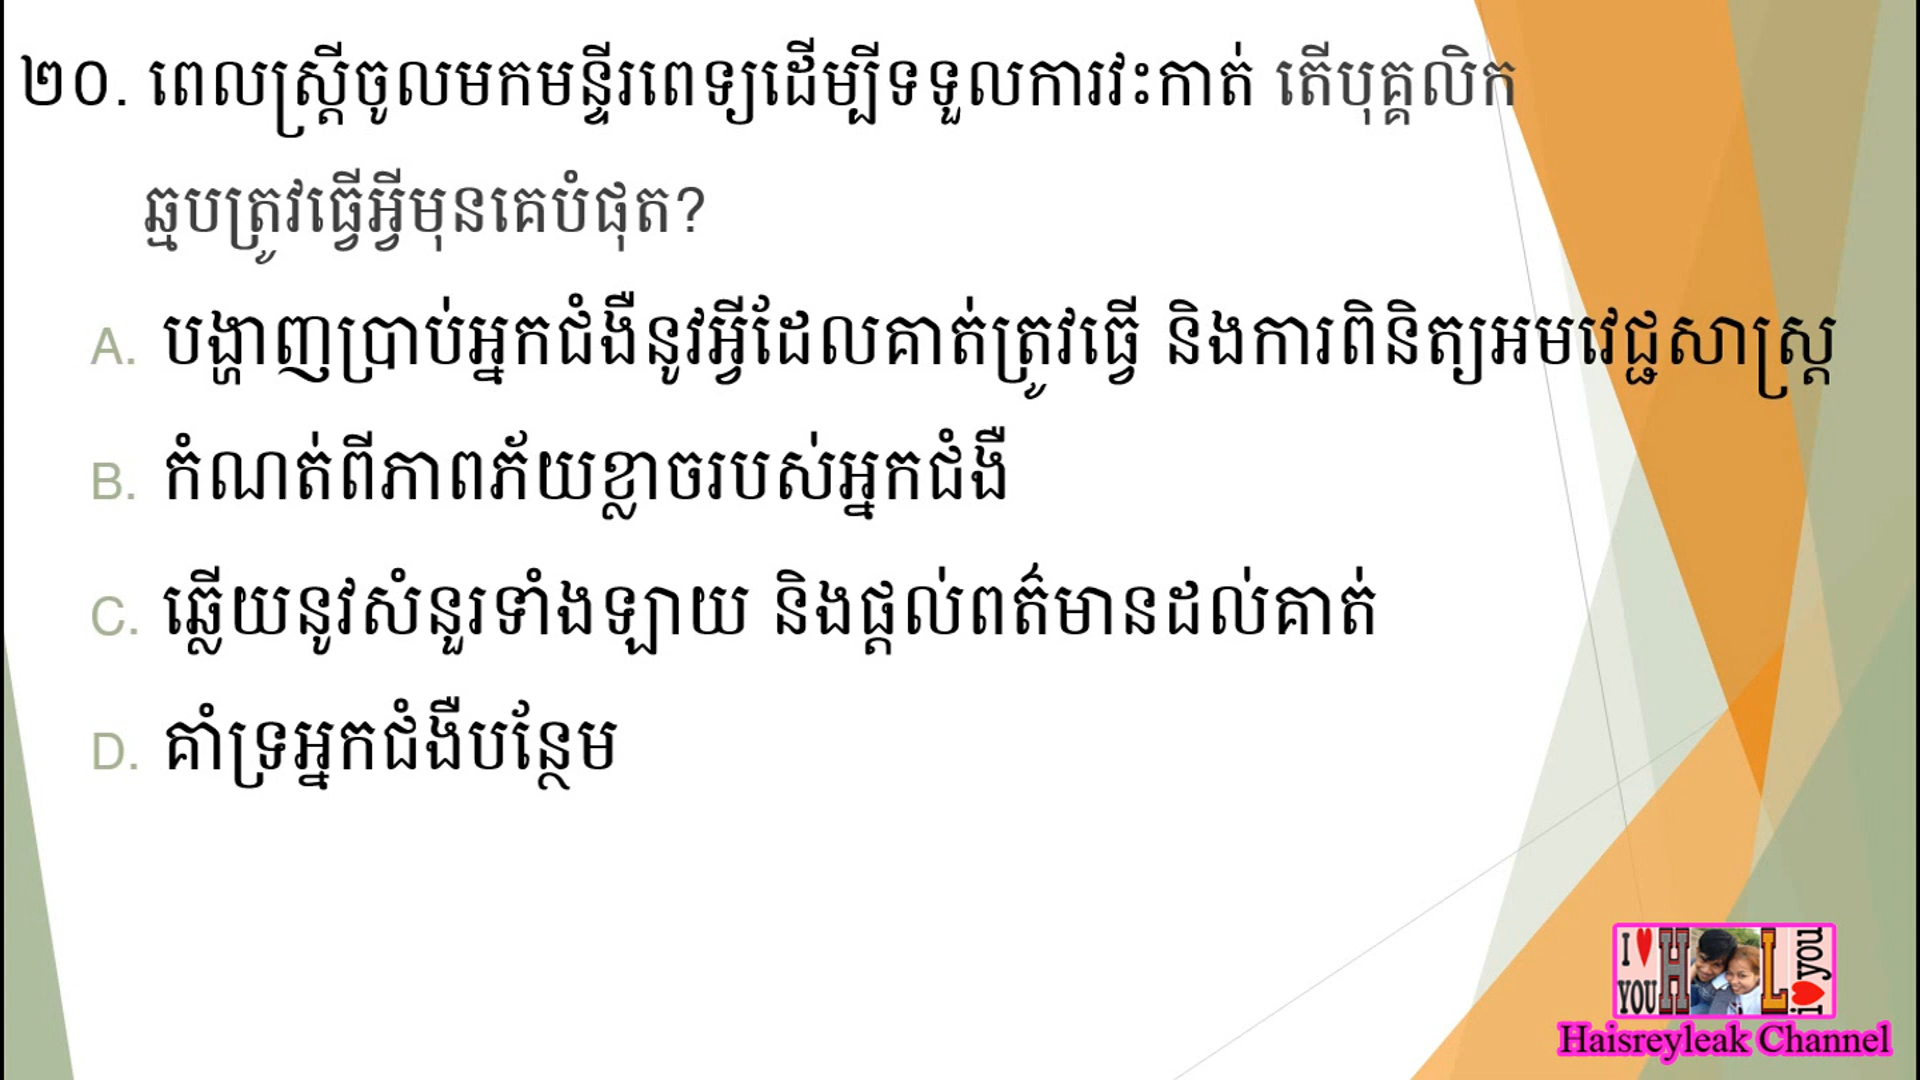 ២០. ពេលស្ត្រីចូលមកមន្ទីរពេទ្យដើម្បីទទួលការវះកាត់ តើបុគ្គលិក
ឆ្មបត្រូវធ្វើអ្វីមុនគេបំផុត?
A. បង្ហាញប្រាប់អ្នកជំងឺនូវអ្វីដែលគាត់ត្រូវធ្វើ និងការពិនិត្យអមវេជ្ជសាស្ត្រ
B. កំណត់ពីភាពភ័យខ្លាចរបស់អ្នកជំងឺ
C. ឆ្លើយនូវសំនួរទាំងឡាយ និងផ្តល់ពត៌មានដល់គាត់
D. គាំទ្រអ្នកជំងឺបន្ថែម
I ♥ YOU H L i ♥ you
Haisreyleak Channel